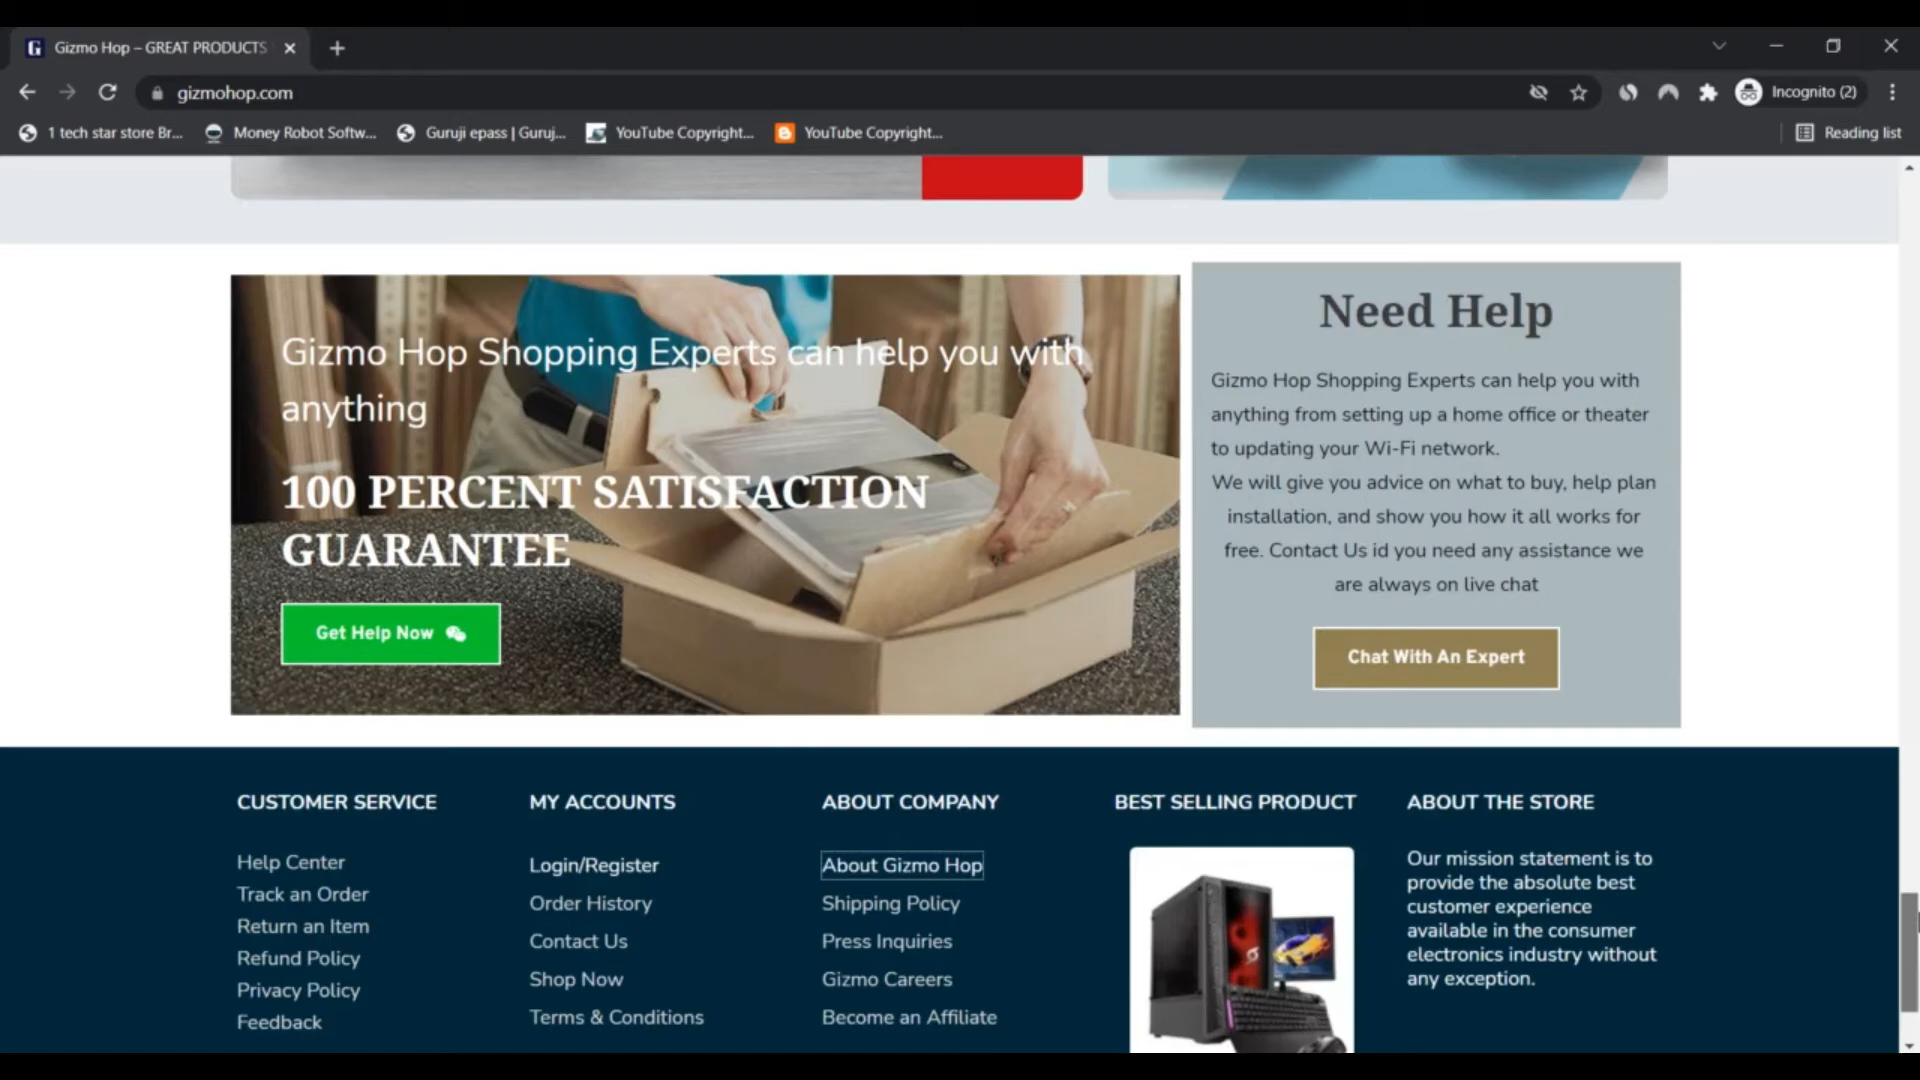 Gizmo Hop – GREAT PRODUCTS
gizmohop.com
Incognito (2)
1 tech star store Br...
Money Robot Softw...
Guruji epass | Guruj...
YouTube Copyright...
YouTube Copyright...
Reading list
Gizmo Hop Shopping Experts can help you with
anything
100 PERCENT SATISFACTION
GUARANTEE
Get Help Now
Need Help
Gizmo Hop Shopping Experts can help you with
anything from setting up a home office or theater
to updating your Wi-Fi network.
We will give you advice on what to buy, help plan
installation, and show you how it all works for
free. Contact Us id you need any assistance we
are always on live chat
Chat With An Expert
CUSTOMER SERVICE
Help Center
Track an Order
Return an Item
Refund Policy
Privacy Policy
Feedback
MY ACCOUNTS
Login/Register
Order History
Contact Us
Shop Now
Terms & Conditions
ABOUT COMPANY
About Gizmo Hop
Shipping Policy
Press Inquiries
Gizmo Careers
Become an Affiliate
BEST SELLING PRODUCT
ABOUT THE STORE
Our mission statement is to
provide the absolute best
customer experience
available in the consumer
electronics industry without
any exception.